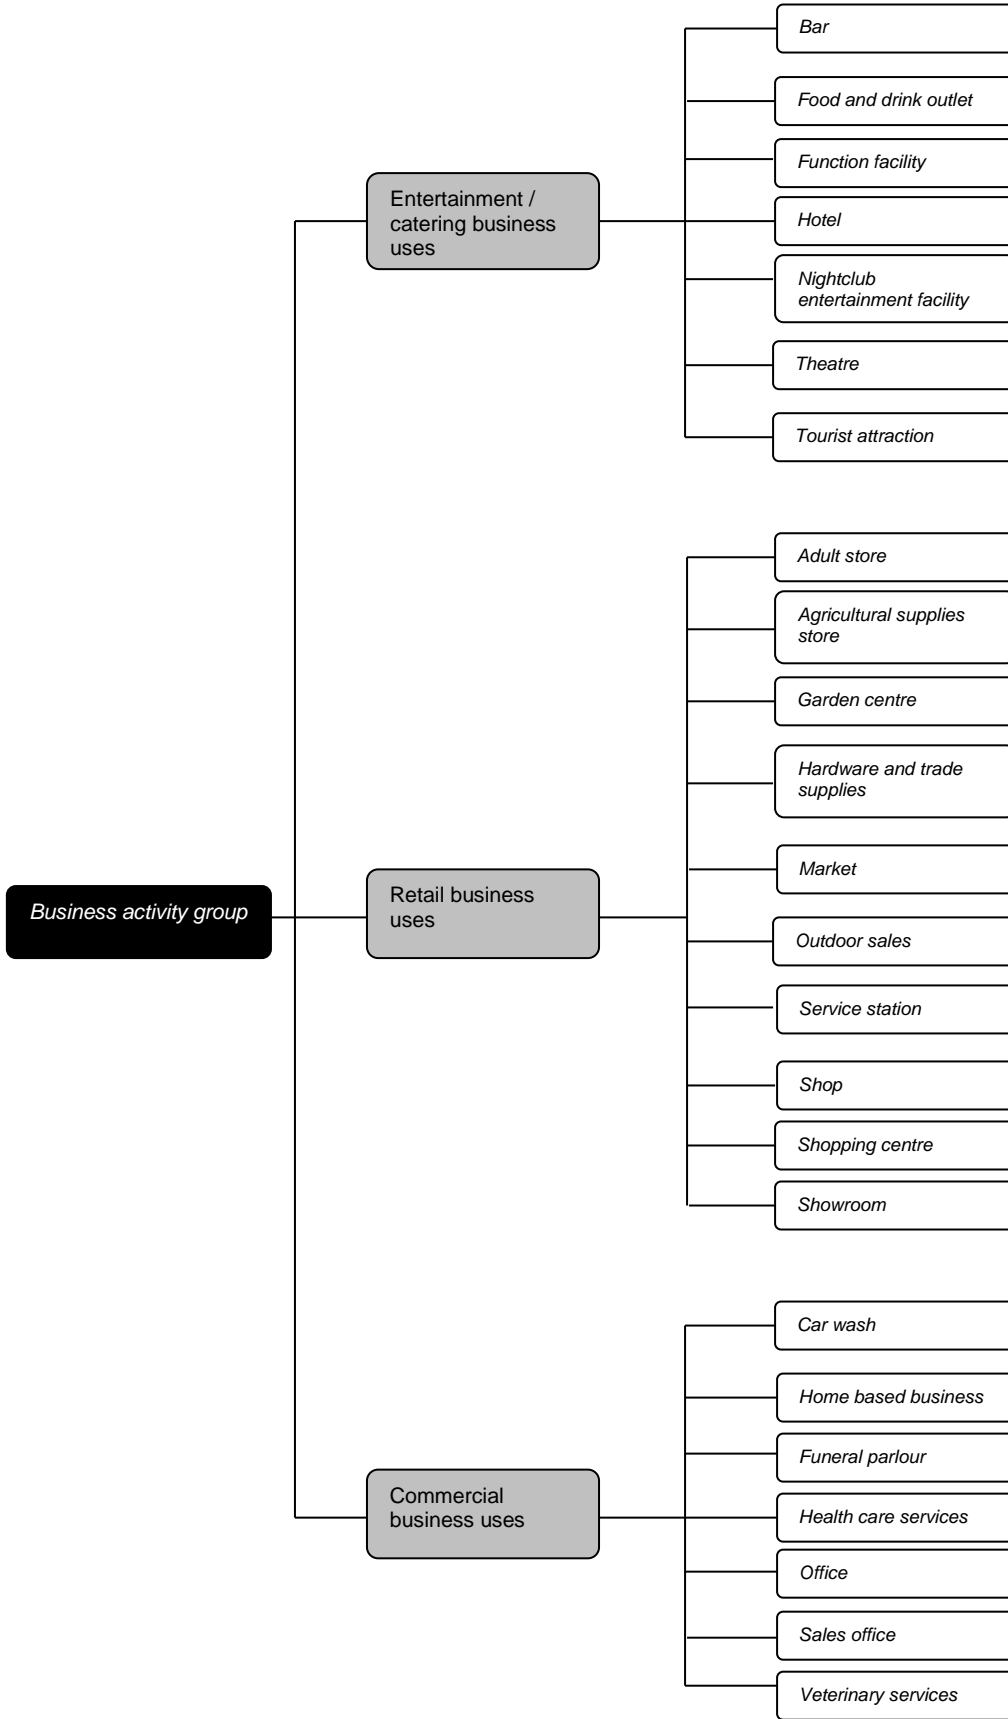 Bar
Food and drink outlet
Function facility
Entertainment /
catering business
uses
Hotel
Nightclub
entertainment facility
Theatre
Tourist attraction
Adult store
Agricultural supplies
store
Garden centre
Hardware and trade
supplies
Market
Business activity group
Retail business
uses
Outdoor sales
Service station
Shop
Shopping centre
Showroom
Car wash
Home based business
Funeral parlour
Commercial
business uses
Health care services
Office
Sales office
Veterinary services